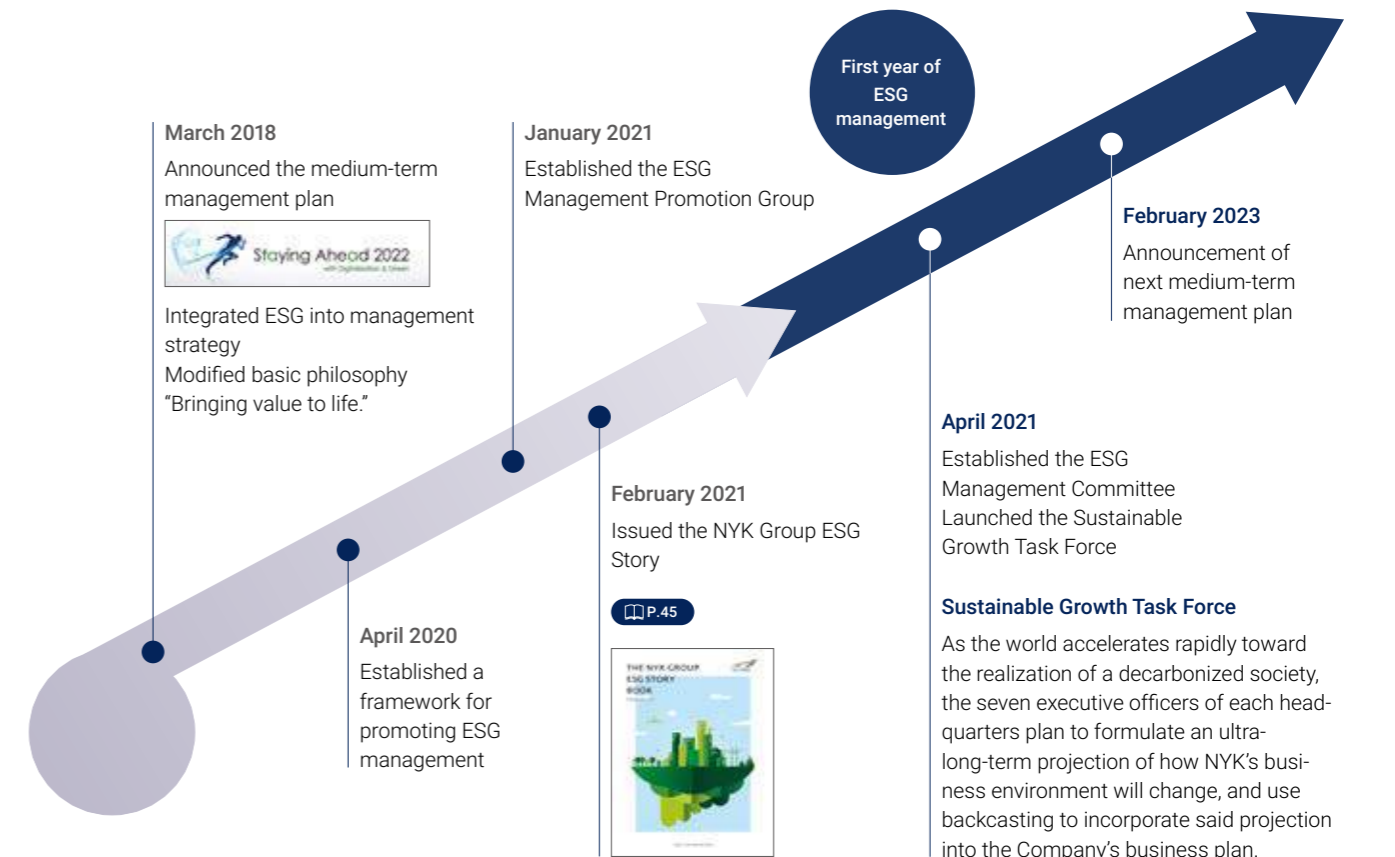 First year of
ESG
management
March 2018
Announced the medium-term
management plan
Staying Ahead 2022
with Digitalization & Green
Integrated ESG into management
strategy
Modified basic philosophy
“Bringing value to life.”
April 2020
Established a
framework for
promoting ESG
management
January 2021
Established the ESG
Management Promotion Group
February 2021
Issued the NYK Group ESG
Story
P.45
THE NYK GROUP
ESG STORY
BOOK
April 2021
Established the ESG
Management Committee
Launched the Sustainable
Growth Task Force
Sustainable Growth Task Force
As the world accelerates rapidly toward
the realization of a decarbonized society,
the seven executive officers of each head-
quarters plan to formulate an ultra-
long-term projection of how NYK’s busi-
ness environment will change, and use
backcasting to incorporate said projection
into the Company’s business plan.
February 2023
Announcement of
next medium-term
management plan